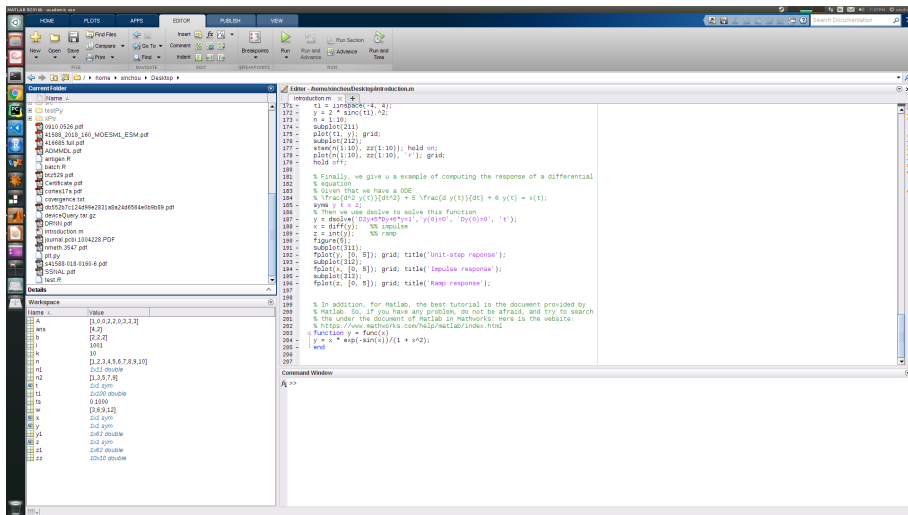 MATLAB R2016b - academic use
HOME PLOTS APPS EDITOR PUBLISH VIEW
Search Documentation
New Open Save Find Files Compare Print
Go To Find
Insert Comment Indent
Breakpoints
Run Run and Advance Run Section Advance Run and Time
FILE NAVIGATE EDIT BREAKPOINTS RUN
/ home xinchou Desktop
Current Folder
Name
testPy
XPtr
0910.0526.pdf
41588_2018_160_MOESM1_ESM.pdf
416685.full.pdf
ADMMDL.pdf
antigen.R
batch.R
btz529.pdf
Certificate.pdf
cortes17a.pdf
covergence.txt
deviceQuery.tar.gz
DRNN.pdf
introduction.m
journal.pcbi.1004228.PDF
nmeth.3547.pdf
plt.py
s41588-018-0160-6.pdf
SSNAL.pdf
test.R
Details
Workspace
Name Value
A [1,0,0;2,2,0;3,3,3]
ans [4,2]
b [2;2;2]
i 1001
k 10
n [1,2,3,4,5,6,7,8,9,10]
n1 1x11 double
n2 [1,3,5,7,9]
t 1x1 sym
t1 1x100 double
ts 0.1000
w [3,6,9,12]
x 1x1 sym
y 1x1 sym
y1 1x63 double
z 1x1 sym
z1 1x62 double
zz 10x10 double
Editor - /home/xinchou/Desktop/introduction.m
introduction.m
171 t1 = linspace(-4, 4);
172 y = 2 * sinc(t1).^2;
173 n = 1:10;
174 subplot(211)
175 plot(t1, y); grid;
176 subplot(212)
177 stem(n(1:10), zz(1:10)); hold on;
178 plot(n(1:10), zz(1:10), 'r'); grid;
179 hold off;
180
181 % Finally, we give u a example of computing the response of a differential
182 % equation
183 % Given that we have a ODE
184 % \frac{d^2 y(t)}{dt^2} + 5 \frac{d y(t)}{dt} + 6 y(t) = x(t);
185 syms y t x z;
186 % Then we use dsolve to solve this function
187 y = dsolve('D2y+5*Dy+6*y=1','y(0)=0', 'Dy(0)=0', 't');
188 x = diff(y); %% impulse
189 z = int(y); %% ramp
190 figure(5);
191 subplot(311);
192 fplot(y, [0, 5]); grid; title('Unit-step reponse');
193 subplot(312);
194 fplot(x, [0, 5]); grid; title('Impulse response');
195 subplot(313);
196 fplot(z, [0, 5]); grid; title('Ramp response');
197
198
199 % In addition, for Matlab, the best tutorial is the document provided by
200 % Matlab. So, if you have any problem, do not be afraid, and try to search
201 % the under the document of Matlab in Mathworks: Here is the website:
202 % https://www.mathworks.com/help/matlab/index.html
203 function y = func(x)
204 y = x * exp(-sin(x))/(1 + x^2);
205 end
206
207
Command Window
fx >>